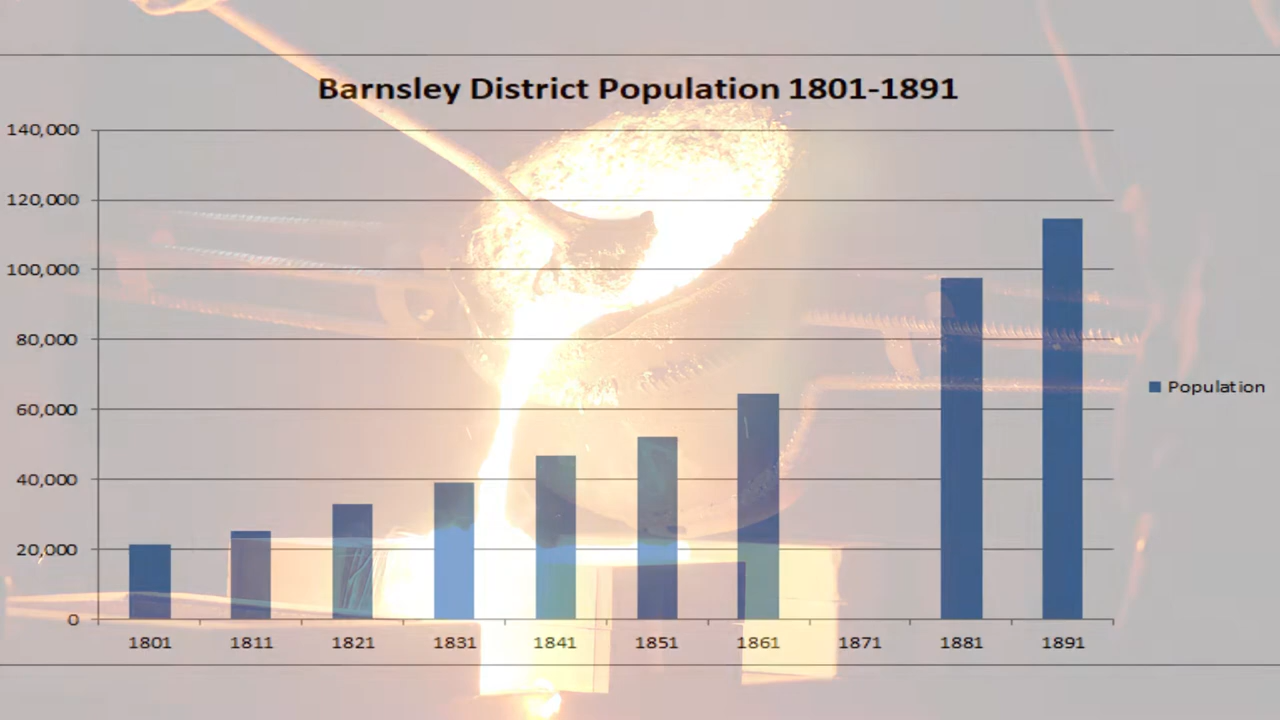 Barnsley District Population 1801-1891
140,000
120,000
100,000
80,000
60,000
40,000
20,000
0
1801 1811 1821 1831 1841 1851 1861 1871 1881 1891
Population